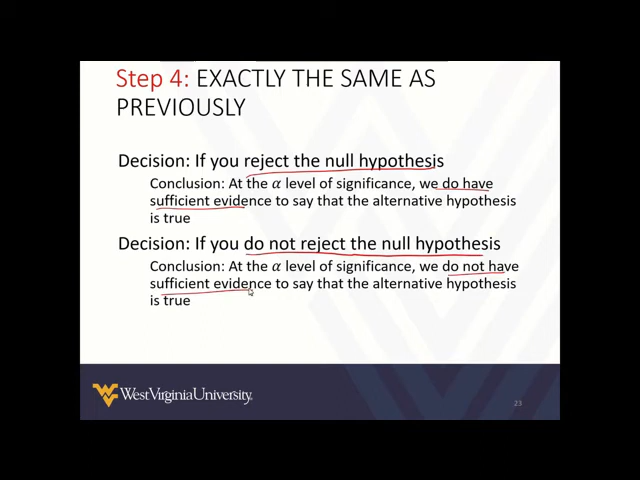 Step 4: EXACTLY THE SAME AS
PREVIOUSLY
Decision: If you reject the null hypothesis
Conclusion: At the α level of significance, we do have
sufficient evidence to say that the alternative hypothesis
is true
Decision: If you do not reject the null hypothesis
Conclusion: At the α level of significance, we do not have
sufficient evidence to say that the alternative hypothesis
is true
WestVirginiaUniversity.
23